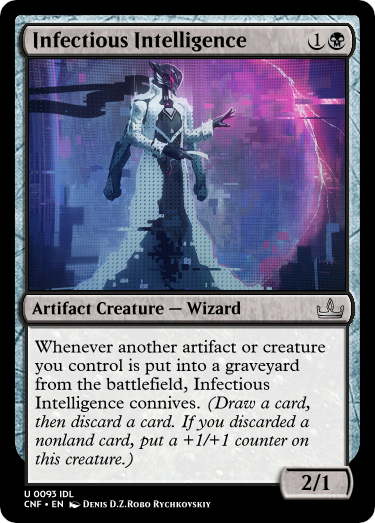 Infectious Intelligence 1
Artifact Creature — Wizard
Whenever another artifact or creature
you control is put into a graveyard
from the battlefield, Infectious
Intelligence connives. (Draw a card,
then discard a card. If you discarded a
nonland card, put a +1/+1 counter on
this creature.)
2/1
U 0093 IDL
CNF • EN Denis D.Z.Robo Rychkovskiy